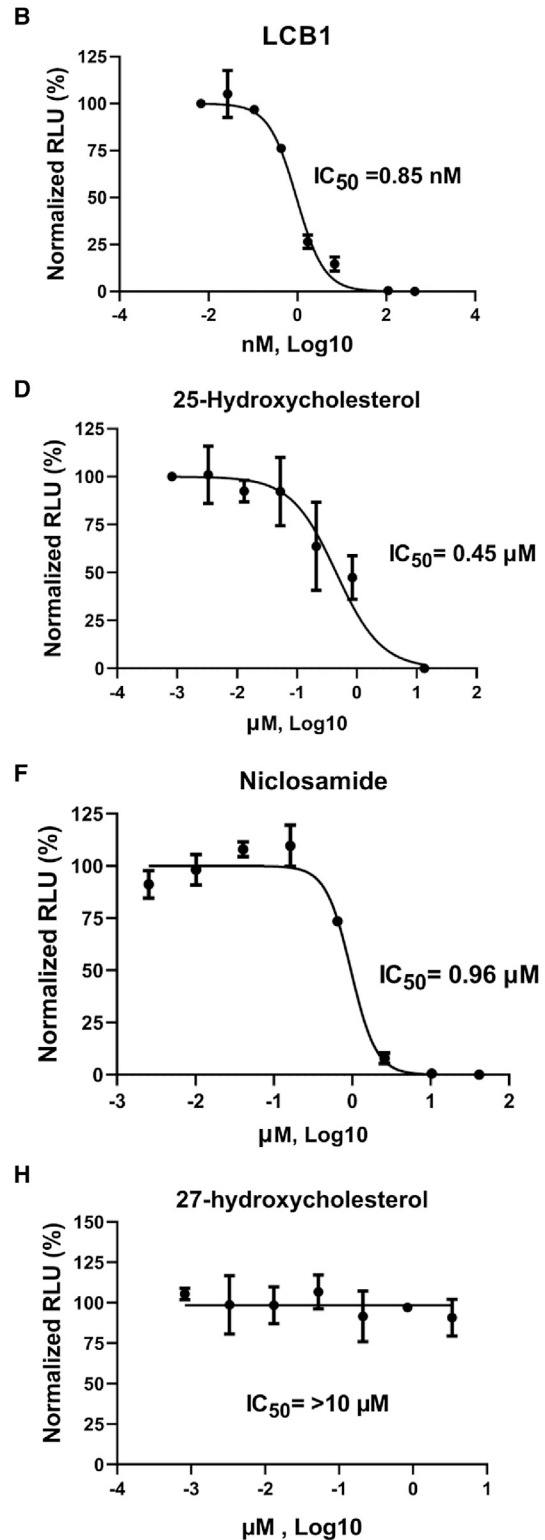 B
LCB1
Normalized RLU (%)
125
100
75
50
25
0
IC50 =0.85 nM
-4 -2 0 2 4
nM, Log10
D
25-Hydroxycholesterol
Normalized RLU (%)
125
100
75
50
25
0
IC50= 0.45 µM
-4 -3 -2 -1 0 1 2
µM, Log10
F
Niclosamide
Normalized RLU (%)
125
100
75
50
25
0
IC50= 0.96 µM
-3 -2 -1 0 1 2
µM, Log10
H
27-hydroxycholesterol
Normalized RLU (%)
150
125
100
75
50
25
0
IC50= >10 µM
-4 -3 -2 -1 0 1
µM , Log10